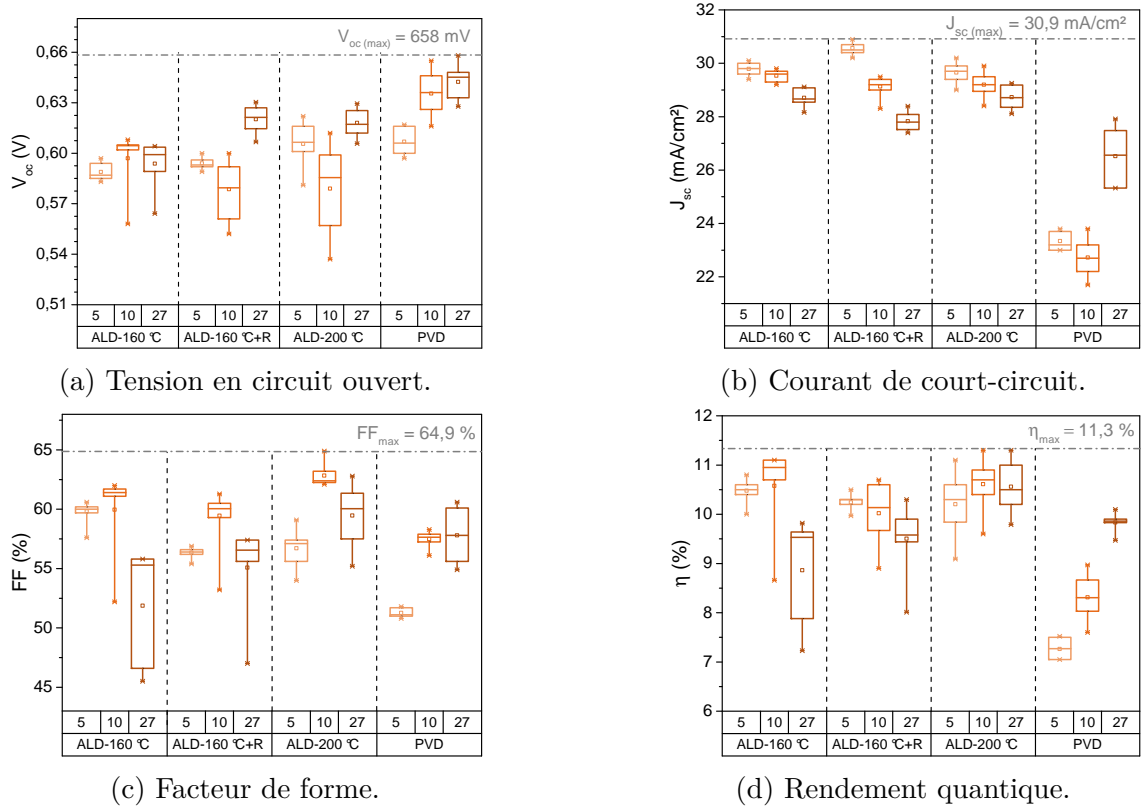 V_oc (max) = 658 mV
V_oc (V)
0,66
0,63
0,60
0,57
0,54
0,51
5 10 27 5 10 27 5 10 27 5 10 27
ALD-160 °C ALD-160 °C+R ALD-200 °C PVD
(a) Tension en circuit ouvert.
J_sc (max) = 30,9 mA/cm²
J_sc (mA/cm²)
32
30
28
26
24
22
5 10 27 5 10 27 5 10 27 5 10 27
ALD-160 °C ALD-160 °C+R ALD-200 °C PVD
(b) Courant de court-circuit.
FF_max = 64,9 %
FF (%)
65
60
55
50
45
5 10 27 5 10 27 5 10 27 5 10 27
ALD-160 °C ALD-160 °C+R ALD-200 °C PVD
(c) Facteur de forme.
η_max = 11,3 %
η (%)
12
11
10
9
8
7
6
5 10 27 5 10 27 5 10 27 5 10 27
ALD-160 °C ALD-160 °C+R ALD-200 °C PVD
(d) Rendement quantique.